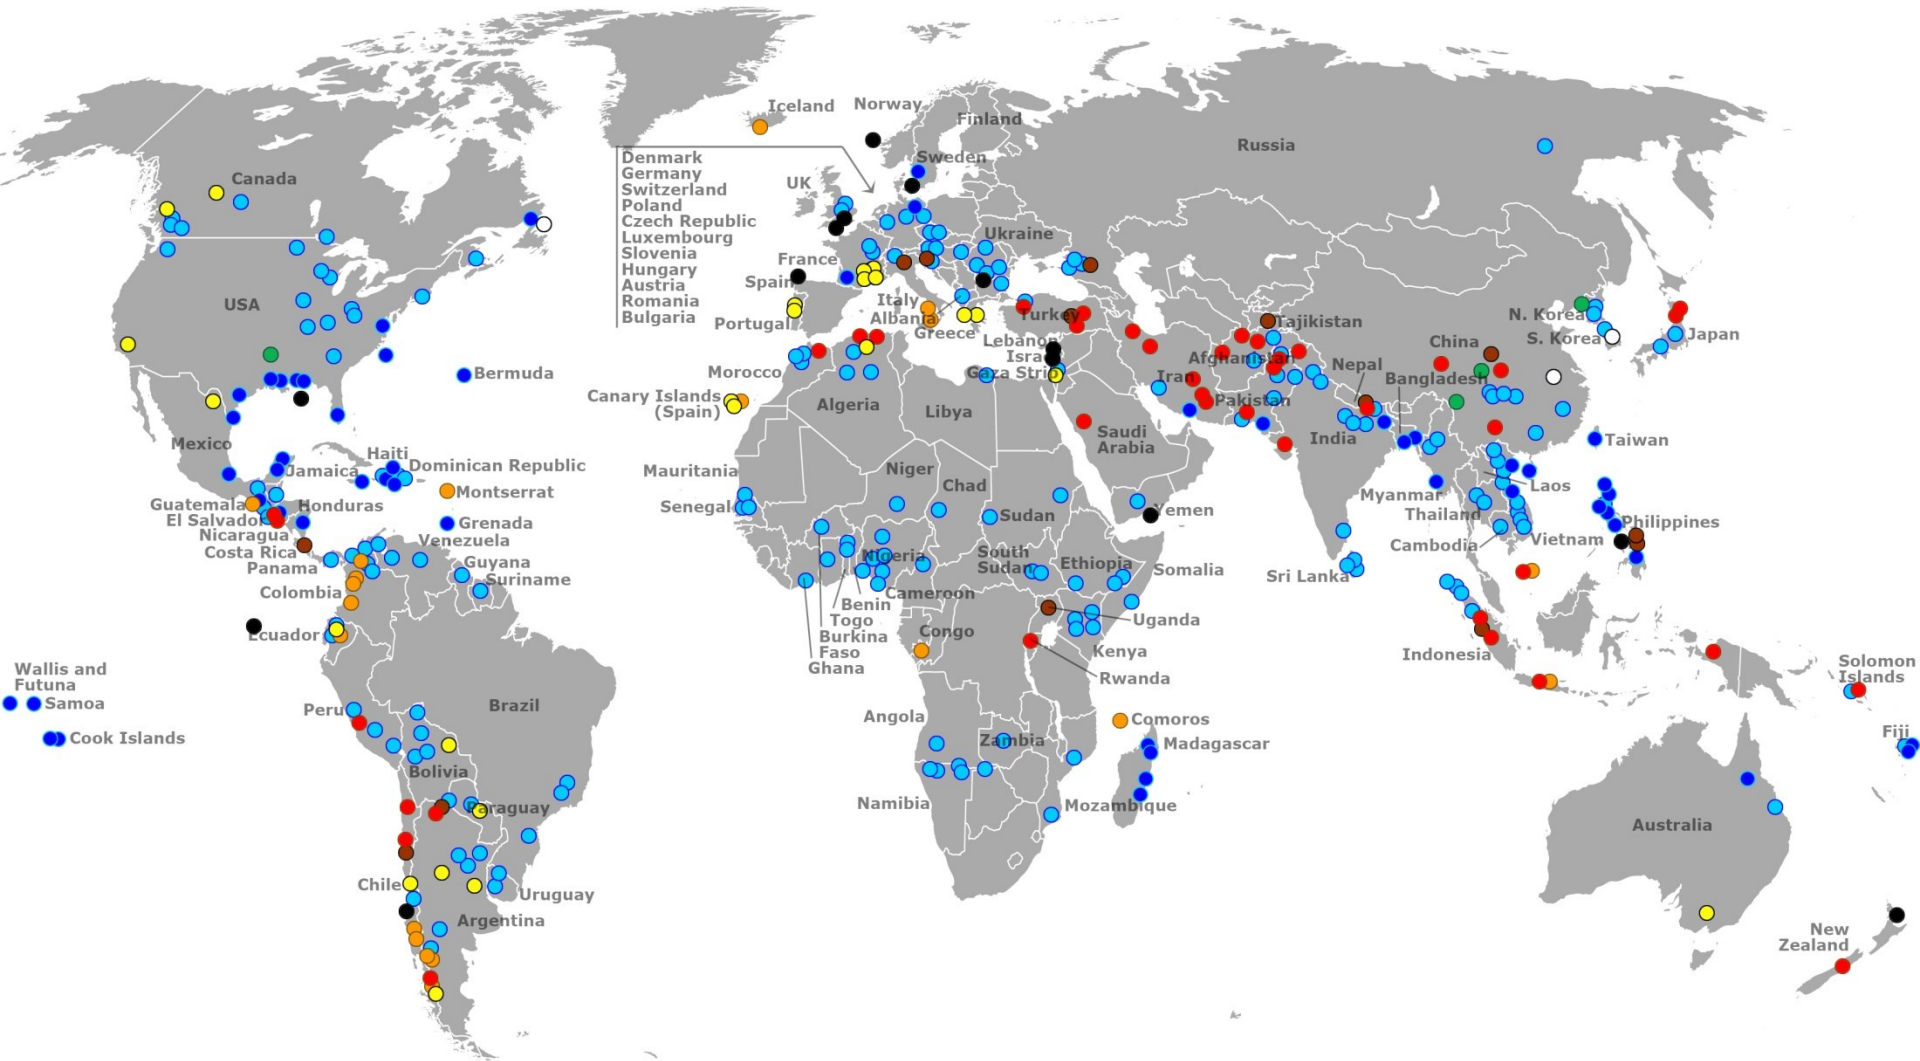 Iceland
Norway
Finland
Russia
Denmark
Germany
Switzerland
Poland
Czech Republic
Luxembourg
Slovenia
Hungary
Austria
Romania
Bulgaria
Sweden
UK
Canada
Ukraine
France
Spain
USA
Italy
Albania
Greece
Portugal
Turkey
Tajikistan
N. Korea
S. Korea
Japan
China
Lebanon
Israel
Afghanistan
Nepal
Bangladesh
Morocco
Gaza Strip
Iran
Bermuda
Canary Islands
(Spain)
Algeria
Libya
Pakistan
Saudi
Arabia
India
Taiwan
Mexico
Haiti
Jamaica
Dominican Republic
Mauritania
Niger
Chad
Montserrat
Guatemala
Honduras
Senegal
Sudan
Yemen
Myanmar
Laos
Thailand
El Salvador
Nicaragua
Grenada
Philippines
Costa Rica
Venezuela
Vietnam
Cambodia
Panama
Guyana
Suriname
Nigeria
South
Sudan
Ethiopia
Somalia
Sri Lanka
Colombia
Cameroon
Benin
Togo
Burkina
Faso
Ghana
Uganda
Ecuador
Congo
Kenya
Indonesia
Rwanda
Wallis and
Futuna
Samoa
Solomon
Islands
Peru
Brazil
Angola
Comoros
Cook Islands
Zambia
Madagascar
Fiji
Bolivia
Paraguay
Namibia
Mozambique
Australia
Chile
Uruguay
Argentina
New
Zealand